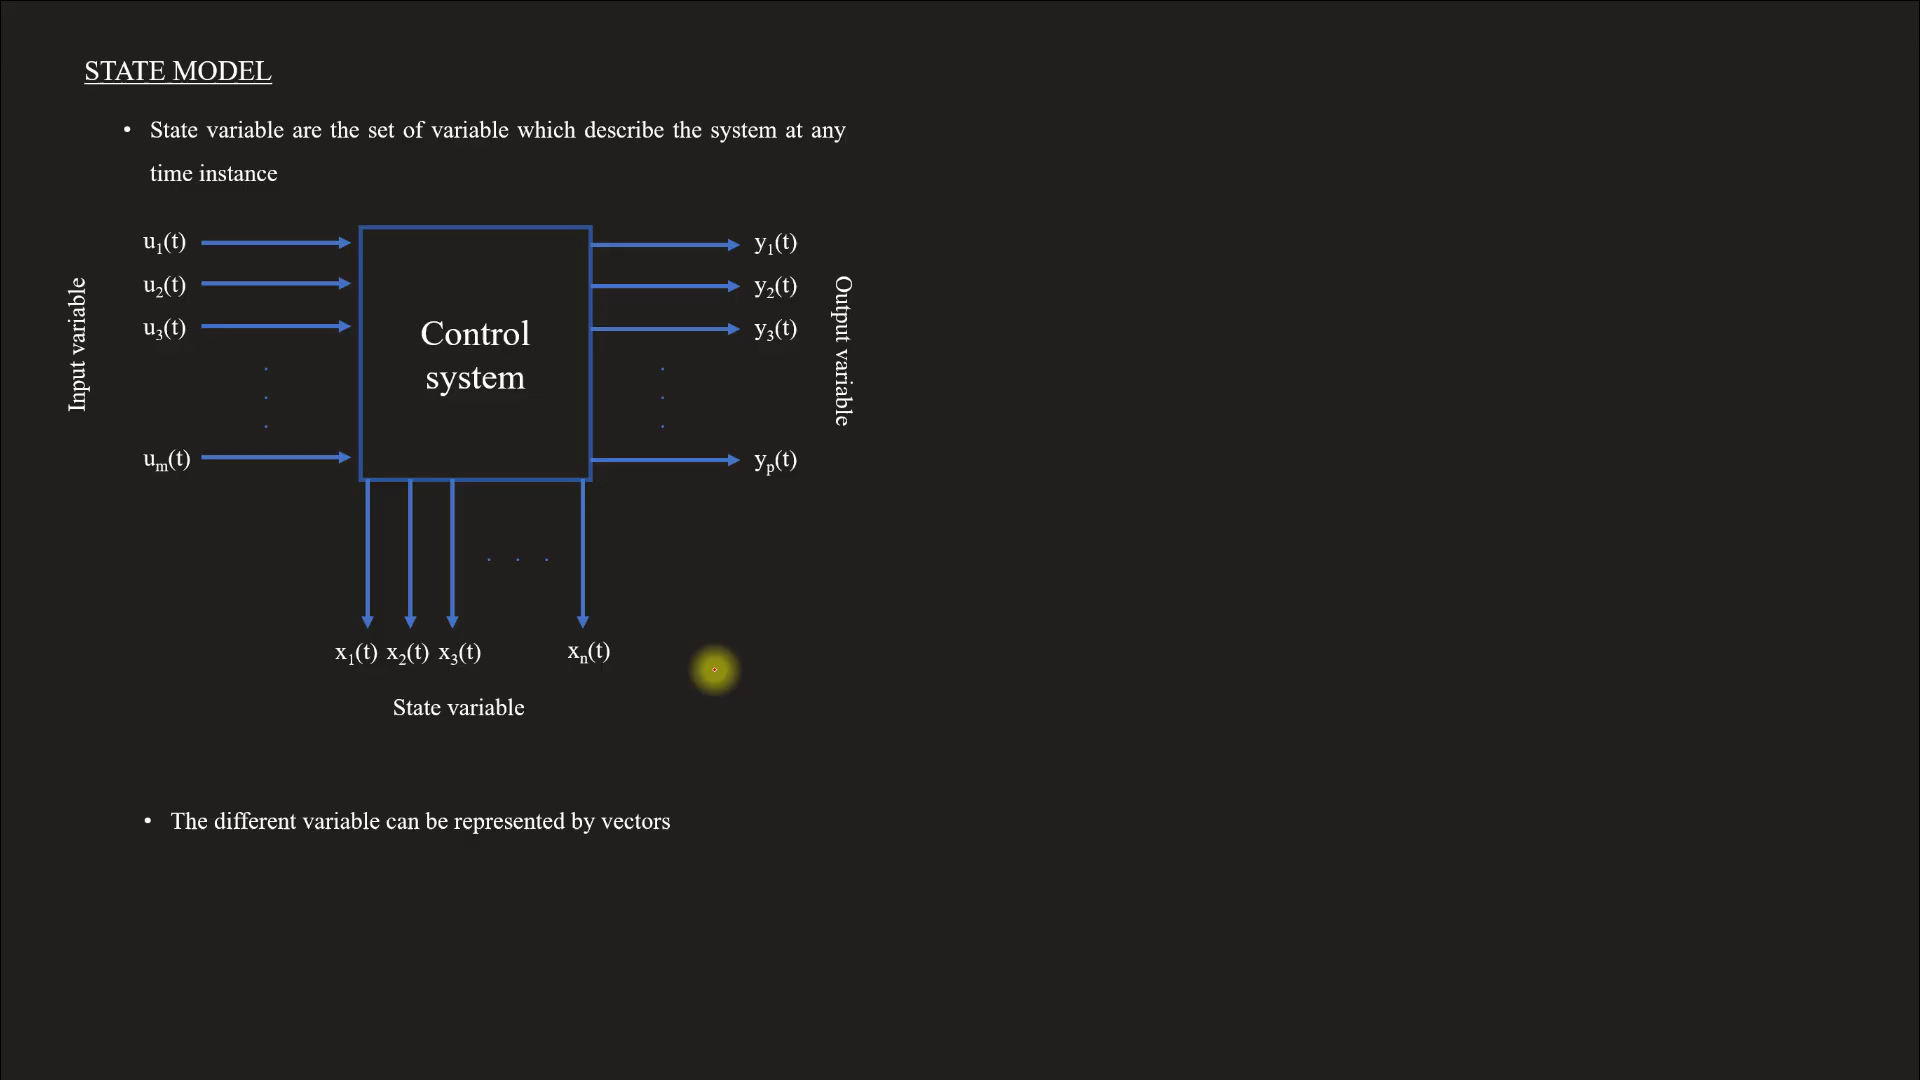 STATE MODEL
• State variable are the set of variable which describe the system at any
time instance
Input variable
u1(t)
u2(t)
u3(t)
um(t)
Control
system
y1(t)
y2(t)
y3(t)
yp(t)
Output variable
x1(t) x2(t) x3(t) xn(t)
State variable
• The different variable can be represented by vectors